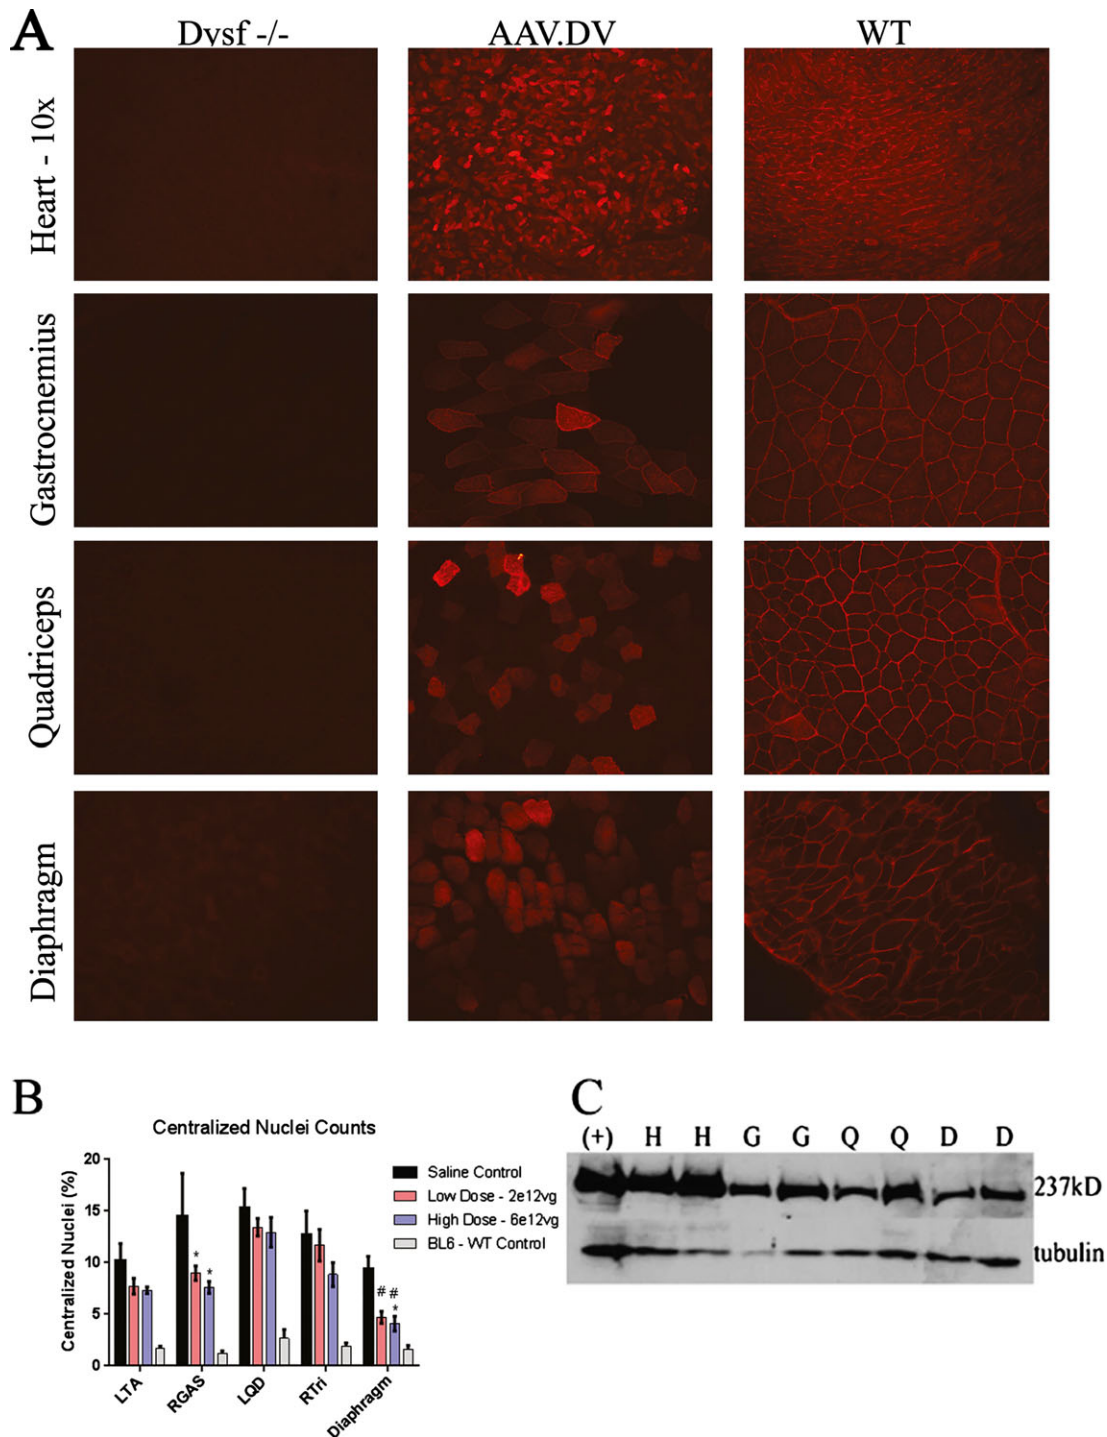 A
Dysf -/-
AAV.DV
WT
Heart - 10x
Gastrocnemius
Quadriceps
Diaphragm
B
Centralized Nuclei Counts
Centralized Nuclei (%)
20
15
10
5
0
Saline Control
Low Dose - 2e12vg
High Dose - 6e12vg
BL6 - WT Control
* *
# #
*
LTA
RGAS
LQD
RTri
Diaphragm
C
(+) H H G G Q Q D D
237kD
tubulin